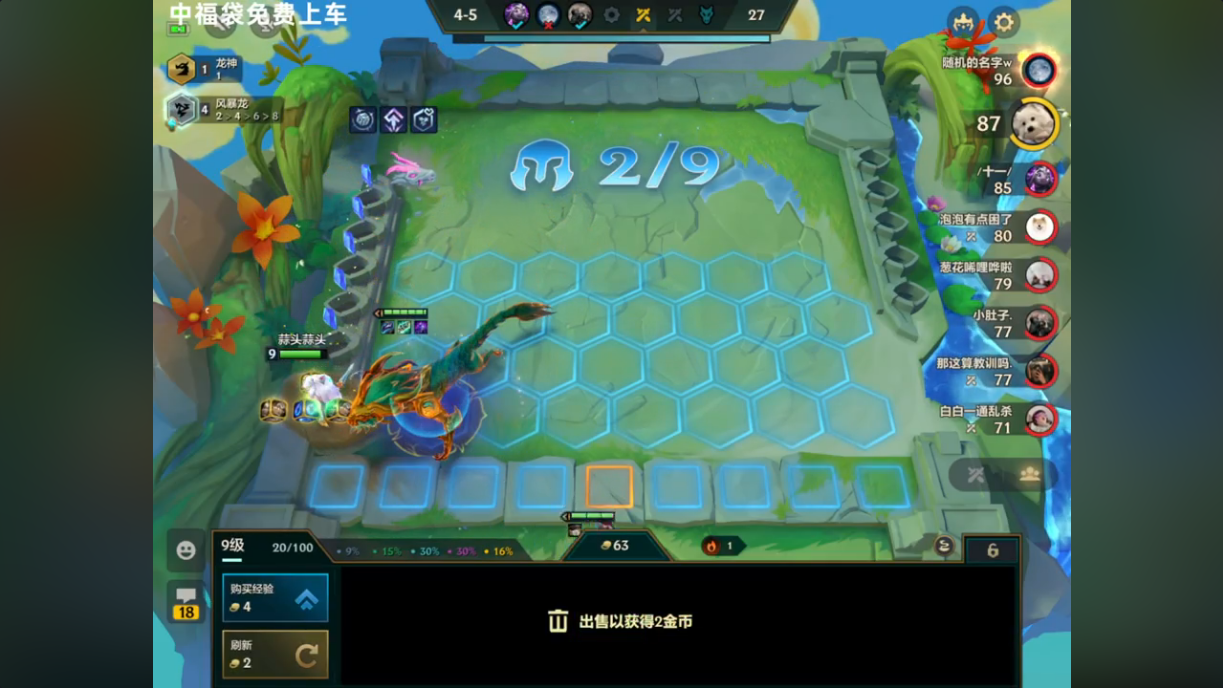 中福袋免费上车
4-5
27
1 龙神
1
4 风暴龙
2 > 4 > 6 > 8
2/9
随机的名字w
96
87
/十一/
85
泡泡有点困了
80
葱花唏哩哗啦
79
小肚子.
77
那这算教训吗.
77
白白一通乱杀
71
蒜头蒜头..
9
9级
20/100
9%
15%
30%
30%
16%
63
1
6
购买经验
4
刷新
2
18
出售以获得2金币